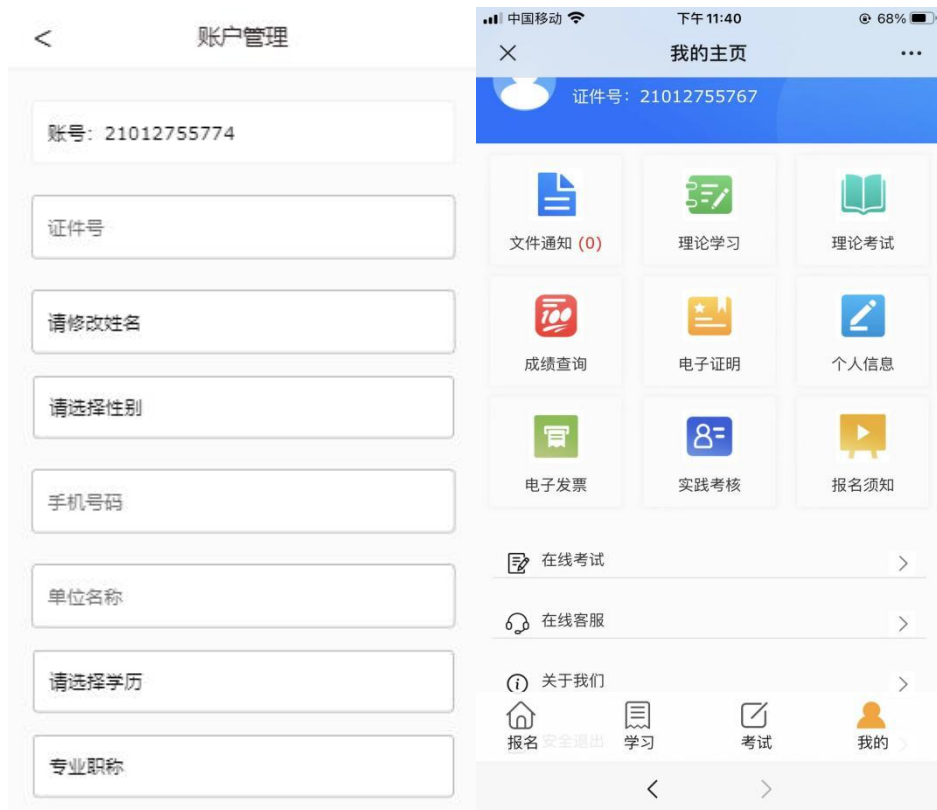 <
账户管理
账号：21012755774
证件号
请修改姓名
请选择性别
手机号码
单位名称
请选择学历
专业职称
中国移动 下午11:40 68%
我的主页
证件号：21012755767
文件通知 (0) 理论学习 理论考试
100
成绩查询 电子证明 个人信息
电子发票 实践考核 报名须知
在线考试
在线客服
关于我们
安全退出
报名 学习 考试 我的